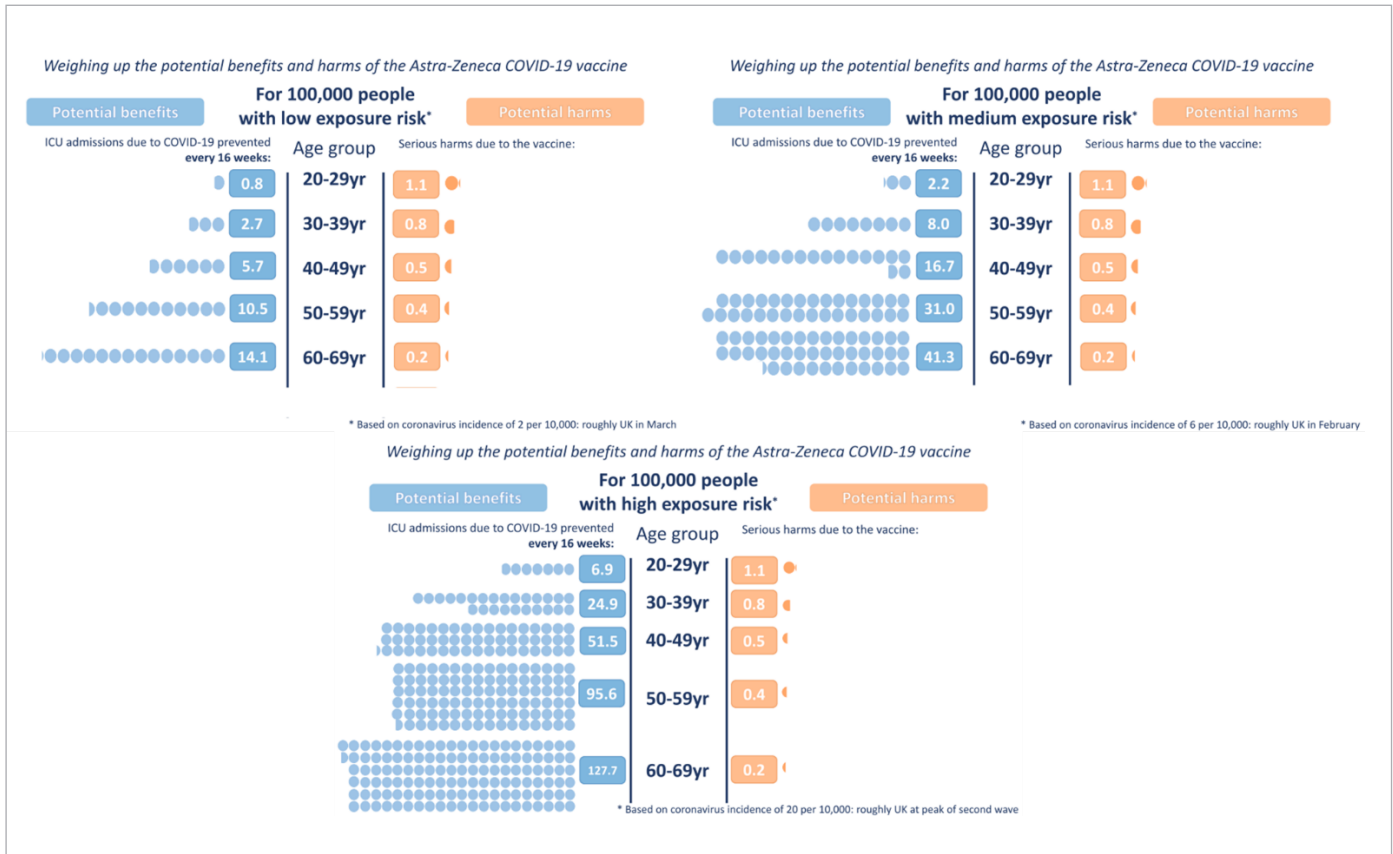 Weighing up the potential benefits and harms of the Astra-Zeneca COVID-19 vaccine
For 100,000 people
with low exposure risk*
Potential benefits
Potential harms
ICU admissions due to COVID-19 prevented
every 16 weeks:
Age group
Serious harms due to the vaccine:
0.8 20-29yr 1.1
2.7 30-39yr 0.8
5.7 40-49yr 0.5
10.5 50-59yr 0.4
14.1 60-69yr 0.2
* Based on coronavirus incidence of 2 per 10,000: roughly UK in March
Weighing up the potential benefits and harms of the Astra-Zeneca COVID-19 vaccine
For 100,000 people
with medium exposure risk*
Potential benefits
Potential harms
ICU admissions due to COVID-19 prevented
every 16 weeks:
Age group
Serious harms due to the vaccine:
2.2 20-29yr 1.1
8.0 30-39yr 0.8
16.7 40-49yr 0.5
31.0 50-59yr 0.4
41.3 60-69yr 0.2
* Based on coronavirus incidence of 6 per 10,000: roughly UK in February
Weighing up the potential benefits and harms of the Astra-Zeneca COVID-19 vaccine
For 100,000 people
with high exposure risk*
Potential benefits
Potential harms
ICU admissions due to COVID-19 prevented
every 16 weeks:
Age group
Serious harms due to the vaccine:
6.9 20-29yr 1.1
24.9 30-39yr 0.8
51.5 40-49yr 0.5
95.6 50-59yr 0.4
127.7 60-69yr 0.2
* Based on coronavirus incidence of 20 per 10,000: roughly UK at peak of second wave